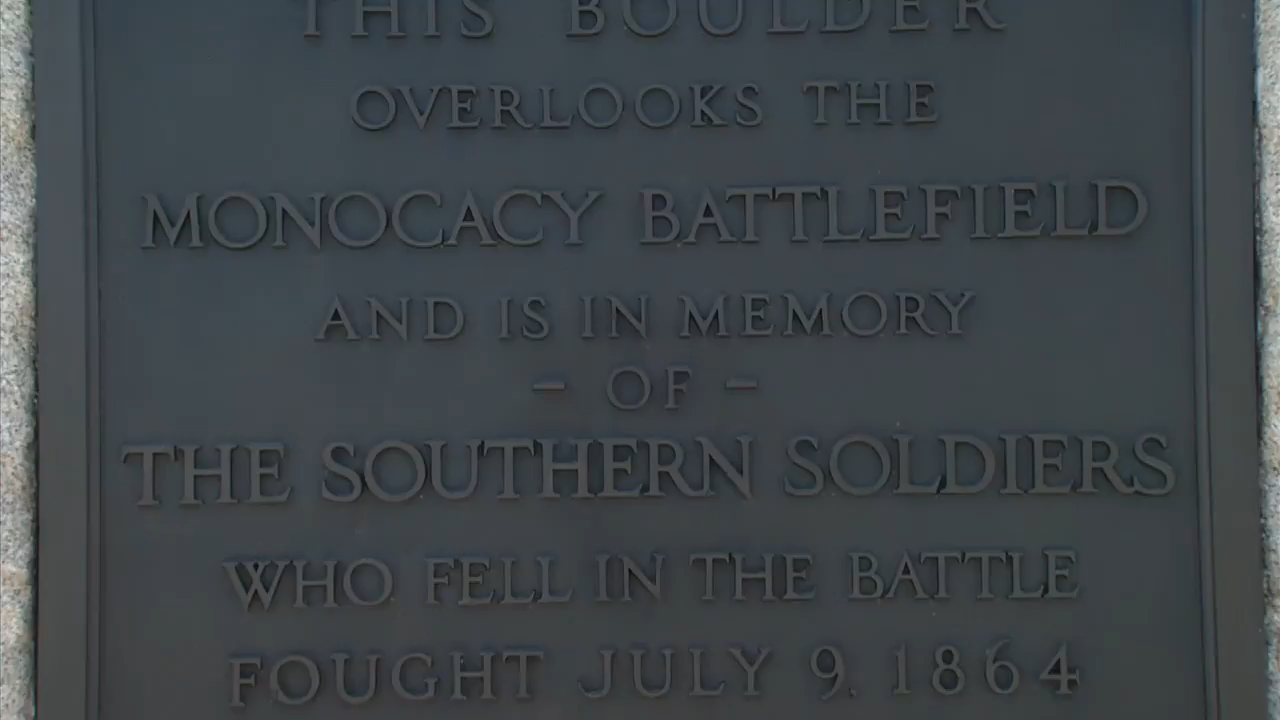 THIS BOULDER
OVERLOOKS THE
MONOCACY BATTLEFIELD
AND IS IN MEMORY
- OF -
THE SOUTHERN SOLDIERS
WHO FELL IN THE BATTLE
FOUGHT JULY 9, 1864